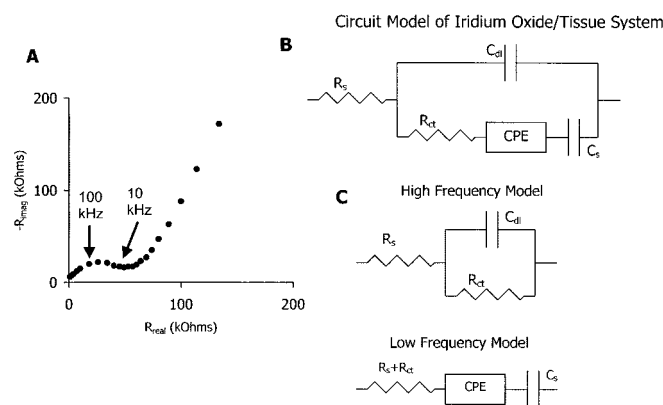 Circuit Model of Iridium Oxide/Tissue System
A
200
100
0
-Rimag (kOhms)
100
kHz
10
kHz
0
100
200
Rreal (kOhms)
B
Cdl
Rs
Rct
CPE
Cs
C
High Frequency Model
Cdl
Rs
Rct
Low Frequency Model
Rs+Rct
CPE
Cs